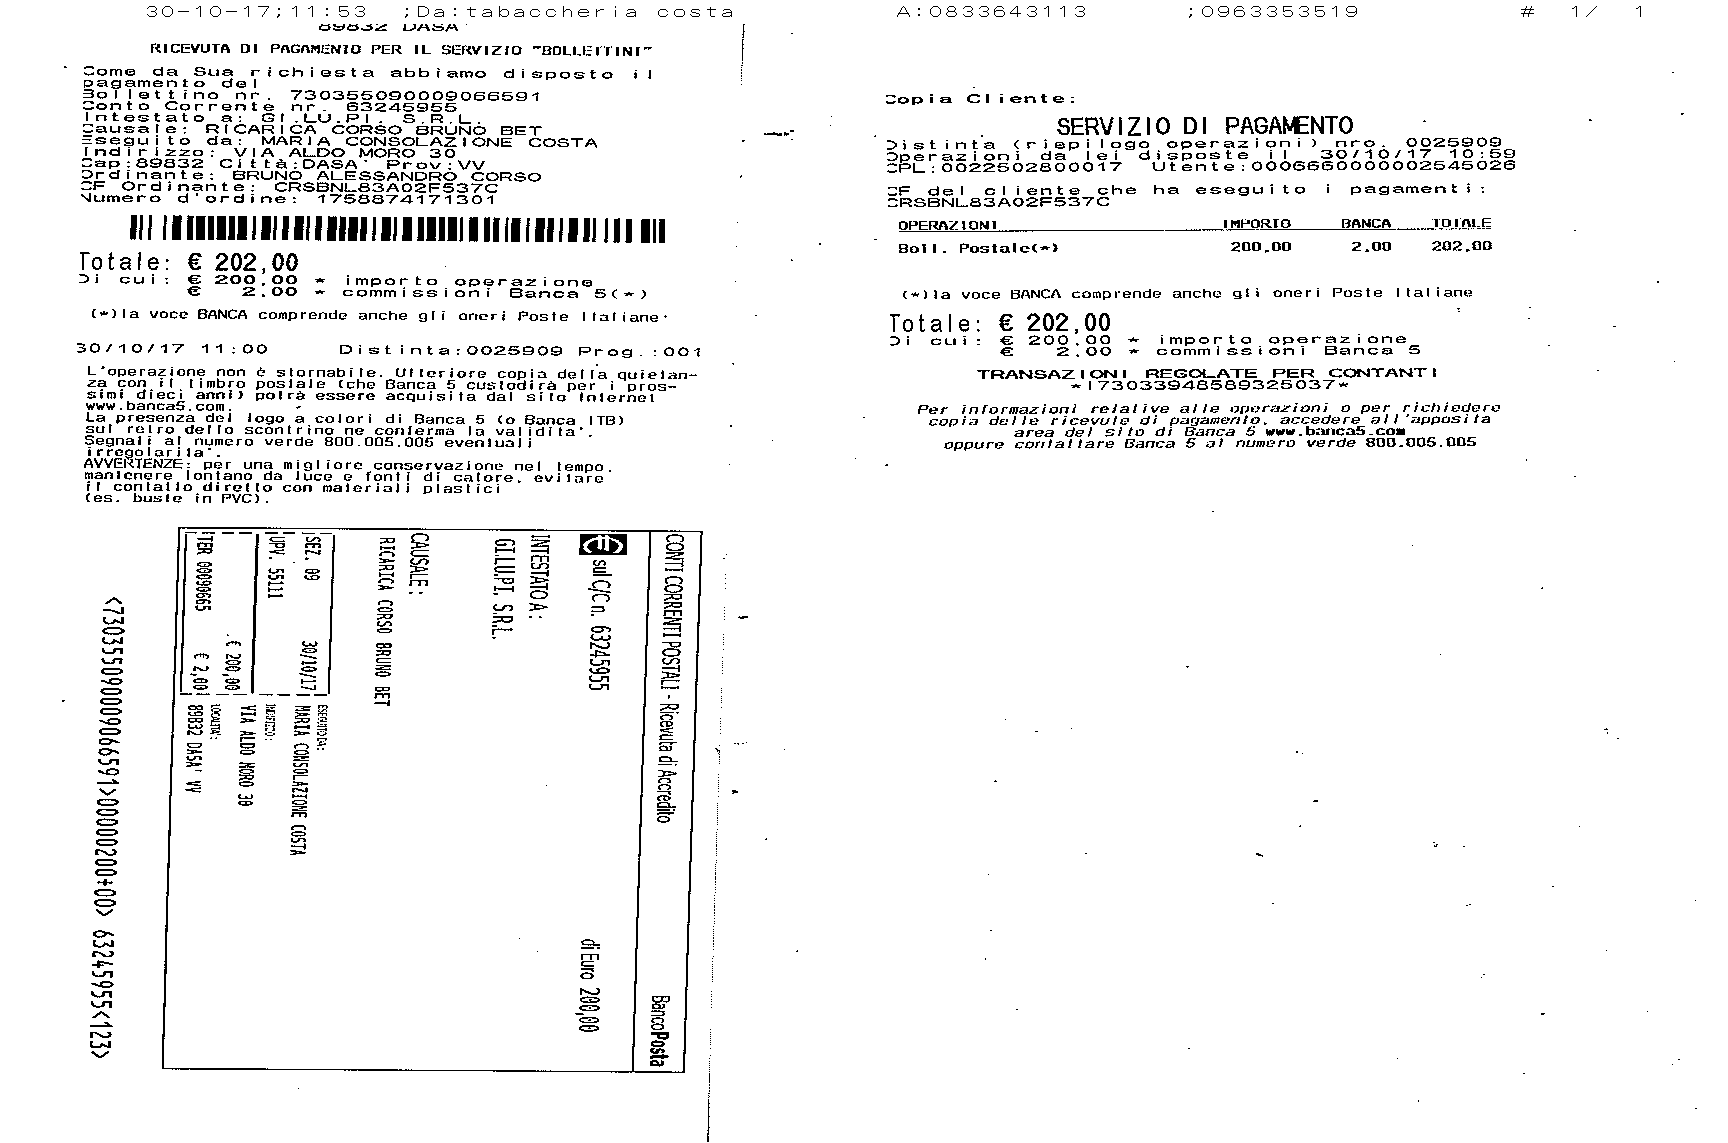 30-10-17;11:53 ;Da:tabaccheria costa A:0833643113 ;0963353519 # 1/ 1
89832 DASA'
RICEVUTA DI PAGAMENTO PER IL SERVIZIO "BOLLETTINI"
Come da Sua richiesta abbiamo disposto il
pagamento del
Bollettino nr. 730355090009066591
Conto Corrente nr. 63245955
Intestato a: GI.LU.PI. S.R.L.
Causale: RICARICA CORSO BRUNO BET
Eseguito da: MARIA CONSOLAZIONE COSTA
Indirizzo: VIA ALDO MORO 30
Cap:89832 Città:DASA' Prov:VV
Ordinante: BRUNO ALESSANDRO CORSO
CF Ordinante: CRSBNL83A02F537C
Numero d'ordine: 1758874171301
Totale: € 202,00
Di cui: € 200,00 * importo operazione
€ 2,00 * commissioni Banca 5(*)
(*)la voce BANCA comprende anche gli oneri Poste Italiane
30/10/17 11:00 Distinta:0025909 Prog.:001
L'operazione non è stornabile. Ulteriore copia della quietan-
za con il timbro postale (che Banca 5 custodirà per i pros-
simi dieci anni) potrà essere acquisita dal sito Internet
www.banca5.com.
La presenza del logo a colori di Banca 5 (o Banca ITB)
sul retro dello scontrino ne conferma la validita'.
Segnali al numero verde 800.005.005 eventuali
irregolarita'.
AVVERTENZE: per una migliore conservazione nel tempo,
mantenere lontano da luce e fonti di calore, evitare
il contatto diretto con materiali plastici
(es. buste in PVC).
CONTI CORRENTI POSTALI - Ricevuta di Accredito BancoPosta
sul C/C n. 63245955 di Euro 200,00
INTESTATO A:
GI.LU.PI. S.R.L.
CAUSALE:
RICARICA CORSO BRUNO BET
SEZ. 09 30/10/17
UPV. 55111
€ 200,00
TER 00090665 € 2,00
ESEGUITO DA:
MARIA CONSOLAZIONE COSTA
INDIRIZZO:
VIA ALDO MORO 30
LOCALITA':
89832 DASA' VV
<730355090009066591>00000200+00> 63245955<123>
Copia Cliente:
SERVIZIO DI PAGAMENTO
Distinta (riepilogo operazioni) nro. 0025909
Operazioni da lei disposte il 30/10/17 10:59
CPL:0022502800017 Utente:0006660000002545026
CF del cliente che ha eseguito i pagamenti:
CRSBNL83A02F537C
OPERAZIONI IMPORTO BANCA TOTALE
Boll. Postale(*) 200,00 2,00 202,00
(*)la voce BANCA comprende anche gli oneri Poste Italiane
Totale: € 202,00
Di cui: € 200,00 * importo operazione
€ 2,00 * commissioni Banca 5
TRANSAZIONI REGOLATE PER CONTANTI
*17303394858932503​7*
Per informazioni relative alle operazioni o per richiedere
copia delle ricevute di pagamento, accedere all'apposita
area del sito di Banca 5 www.banca5.com
oppure contattare Banca 5 al numero verde 800.005.005